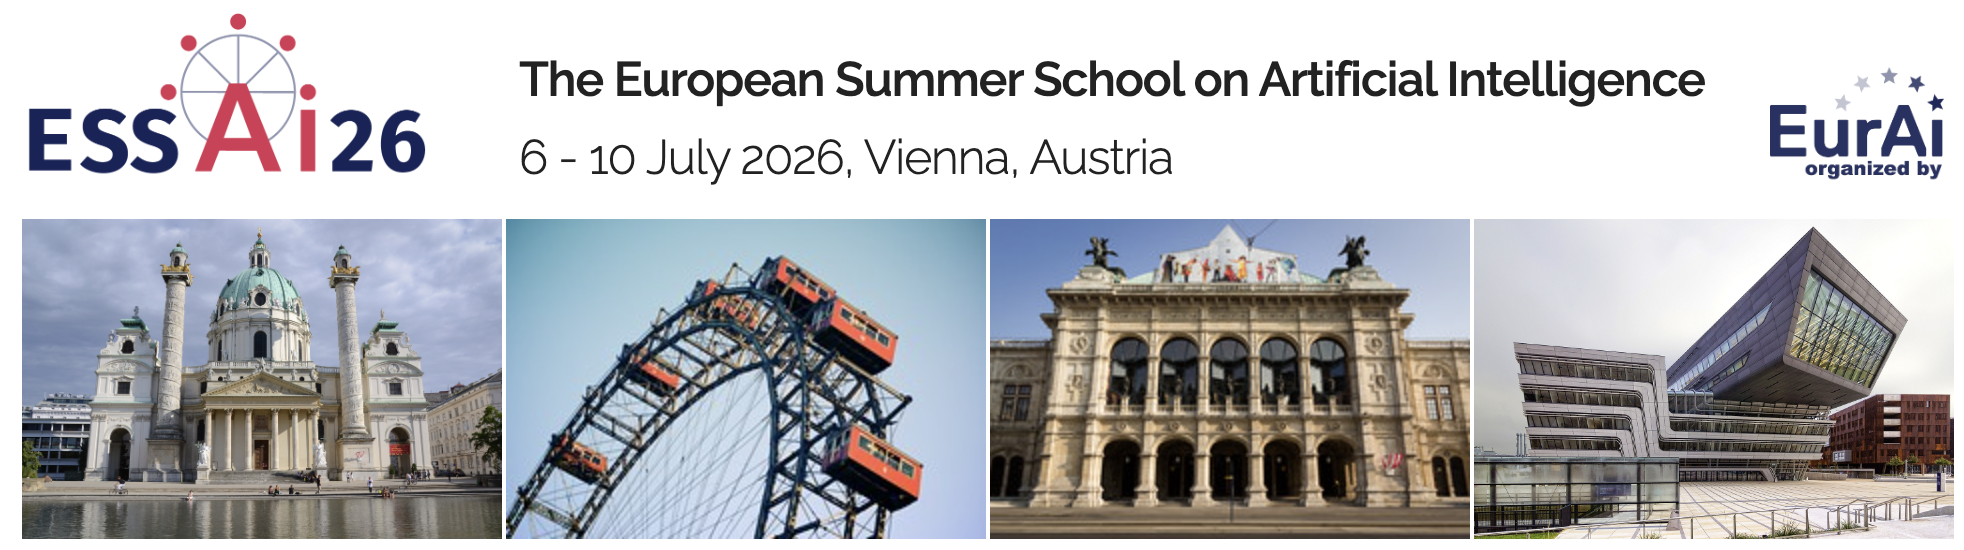 ESSAi26
The European Summer School on Artificial Intelligence
6 - 10 July 2026, Vienna, Austria
EurAi
organized by